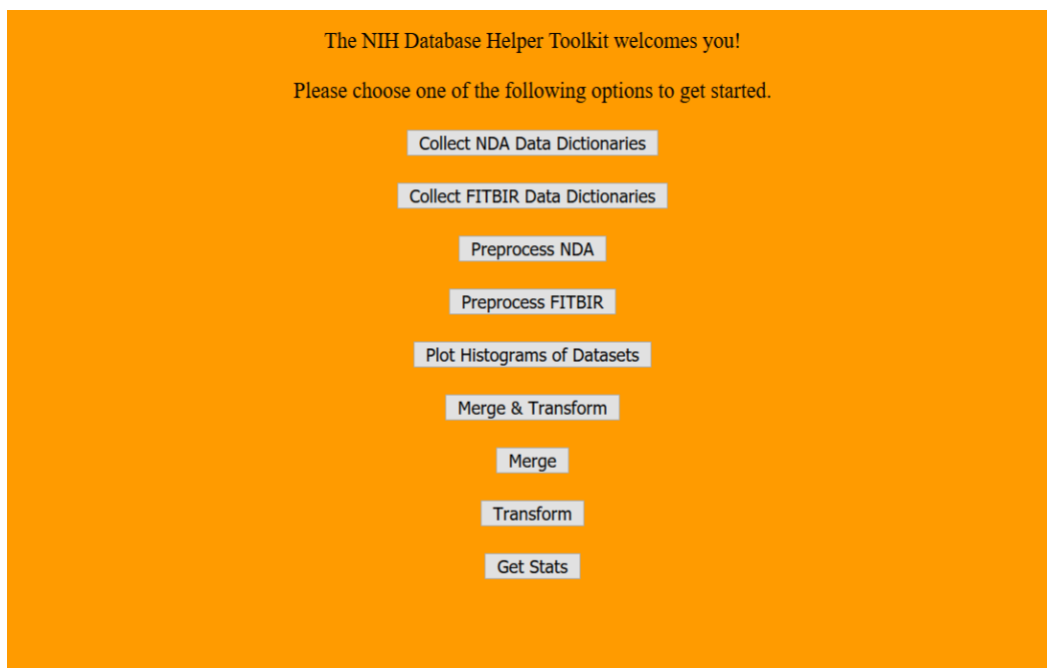 The NIH Database Helper Toolkit welcomes you!
Please choose one of the following options to get started.
Collect NDA Data Dictionaries
Collect FITBIR Data Dictionaries
Preprocess NDA
Preprocess FITBIR
Plot Histograms of Datasets
Merge & Transform
Merge
Transform
Get Stats